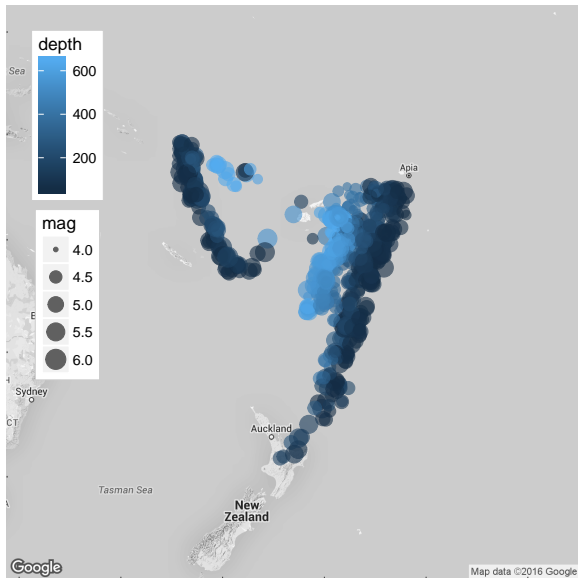 depth
600
400
200
mag
4.0
4.5
5.0
5.5
6.0
Sea
Apia
E
H
Sydney
CT
A
Auckland
Tasman Sea
New
Zealand
Google
Map data ©2016 Google